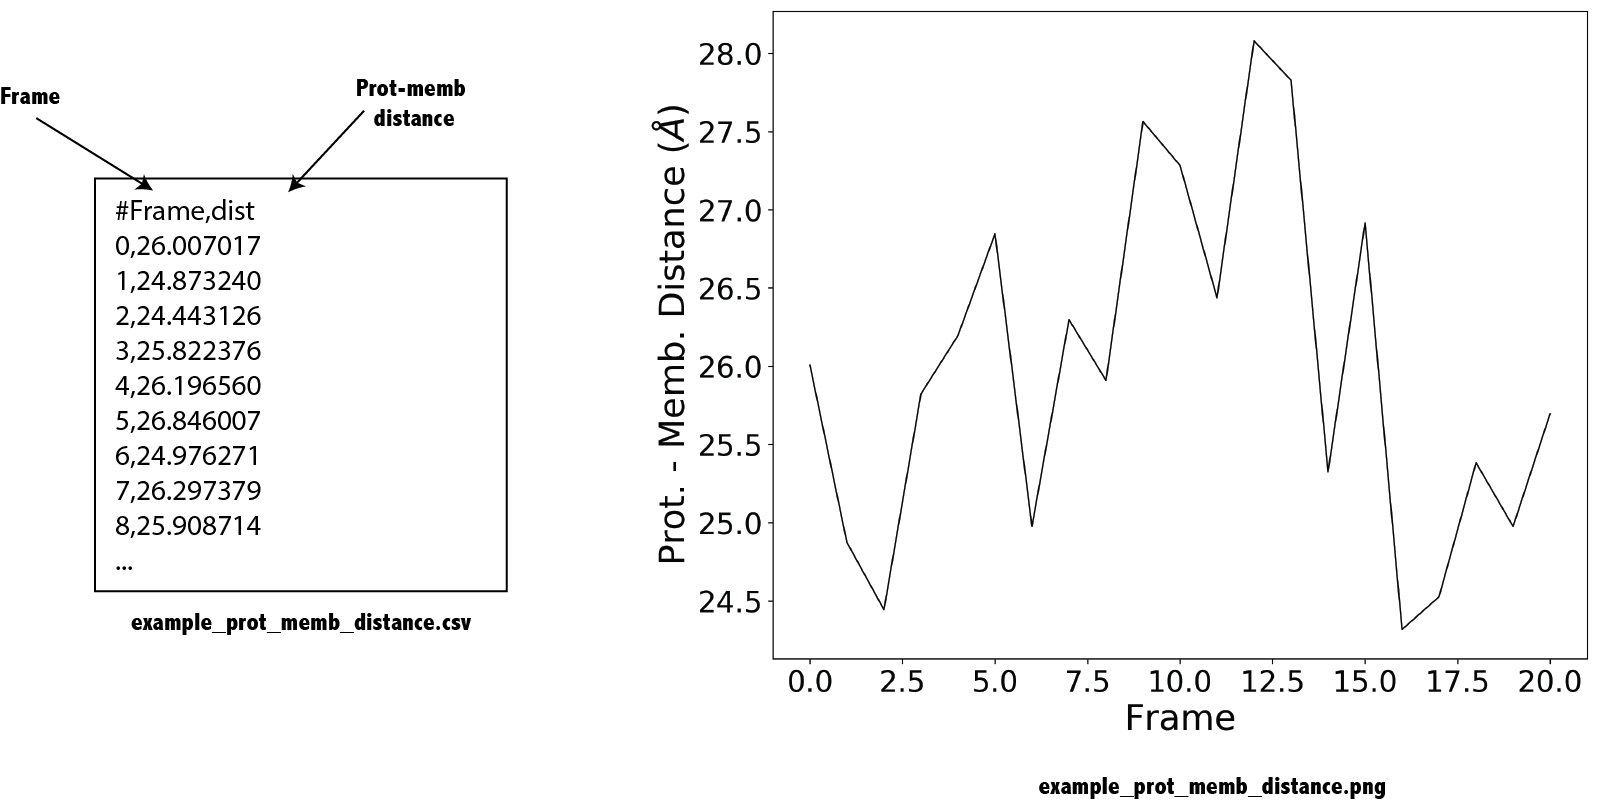 Frame
Prot-memb
distance
#Frame,dist
0,26.007017
1,24.873240
2,24.443126
3,25.822376
4,26.196560
5,26.846007
6,24.976271
7,26.297379
8,25.908714
...
example_prot_memb_distance.csv
Prot. - Memb. Distance (Å)
28.0
27.5
27.0
26.5
26.0
25.5
25.0
24.5
0.0 2.5 5.0 7.5 10.0 12.5 15.0 17.5 20.0
Frame
example_prot_memb_distance.png